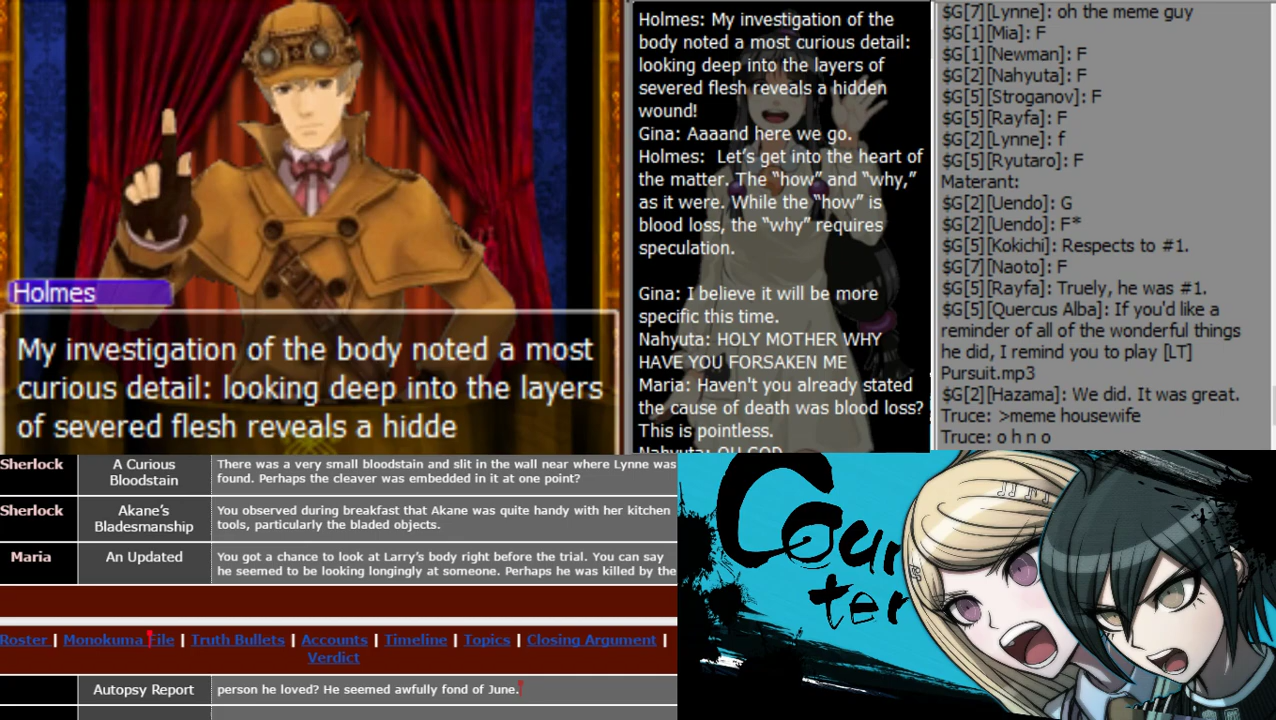 Holmes
My investigation of the body noted a most
curious detail: looking deep into the layers
of severed flesh reveals a hidde
Holmes: My investigation of the
body noted a most curious detail:
looking deep into the layers of
severed flesh reveals a hidden
wound!
Gina: Aaaand here we go.
Holmes:  Let’s get into the heart of
the matter. The “how” and “why,”
as it were. While the “how” is
blood loss, the “why” requires
speculation.
Gina: I believe it will be more
specific this time.
Nahyuta: HOLY MOTHER WHY
HAVE YOU FORSAKEN ME
Maria: Haven't you already stated
the cause of death was blood loss?
This is pointless.
Nahyuta: OH GOD
$G[7][Lynne]: oh the meme guy
$G[1][Mia]: F
$G[1][Newman]: F
$G[2][Nahyuta]: F
$G[5][Stroganov]: F
$G[5][Rayfa]: F
$G[2][Lynne]: f
$G[5][Ryutaro]: F
Materant:
$G[2][Uendo]: G
$G[2][Uendo]: F*
$G[5][Kokichi]: Respects to #1.
$G[7][Naoto]: F
$G[5][Rayfa]: Truely, he was #1.
$G[5][Quercus Alba]: If you'd like a
reminder of all of the wonderful things
he did, I remind you to play [LT]
Pursuit.mp3
$G[2][Hazama]: We did. It was great.
Truce: >meme housewife
Truce: o h n o
Sherlock
A Curious
Bloodstain
There was a very small bloodstain and slit in the wall near where Lynne was
found. Perhaps the cleaver was embedded in it at one point?
Sherlock
Akane’s
Bladesmanship
You observed during breakfast that Akane was quite handy with her kitchen
tools, particularly the bladed objects.
Maria
An Updated
You got a chance to look at Larry’s body right before the trial. You can say
he seemed to be looking longingly at someone. Perhaps he was killed by the
Roster | Monokuma File | Truth Bullets | Accounts | Timeline | Topics | Closing Argument |
Verdict
Autopsy Report
person he loved? He seemed awfully fond of June.
Coun
ter